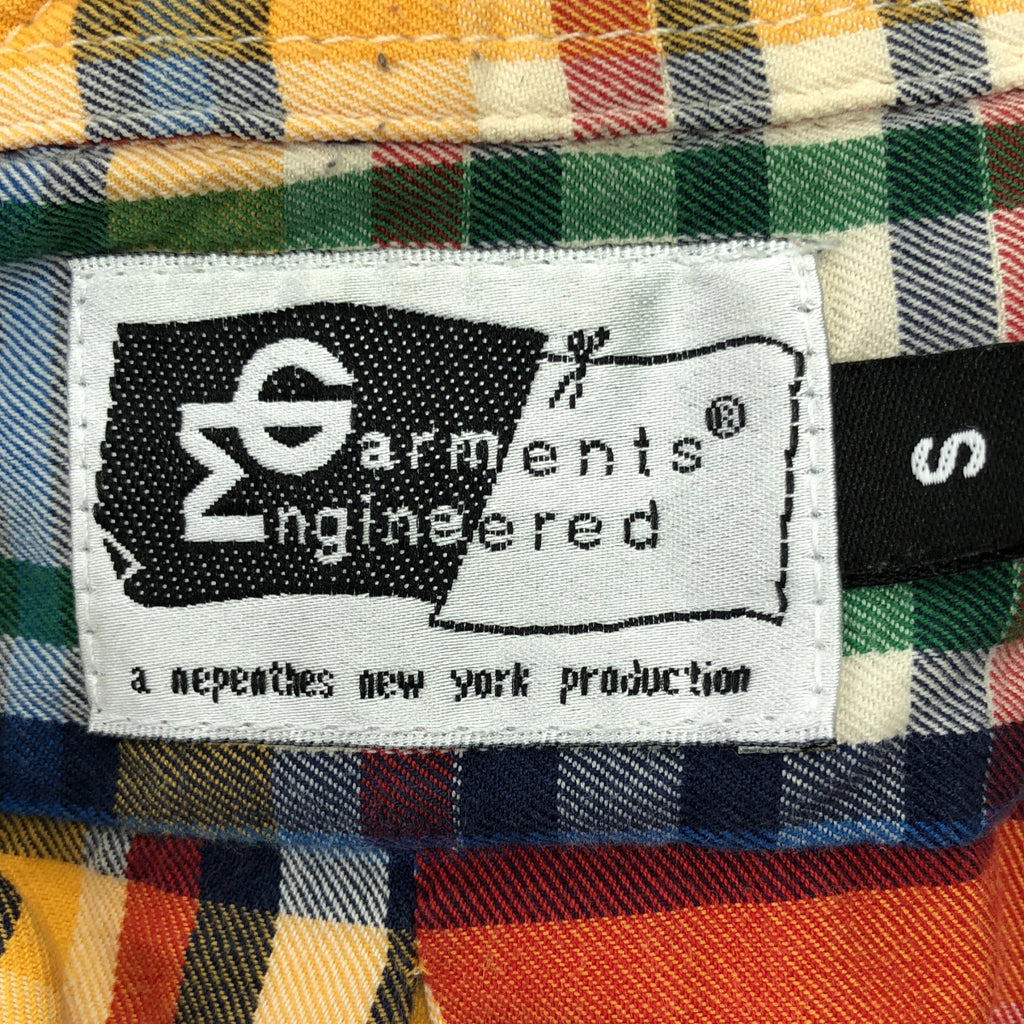 Garments®
Engineered
a nepenthes new york production
S